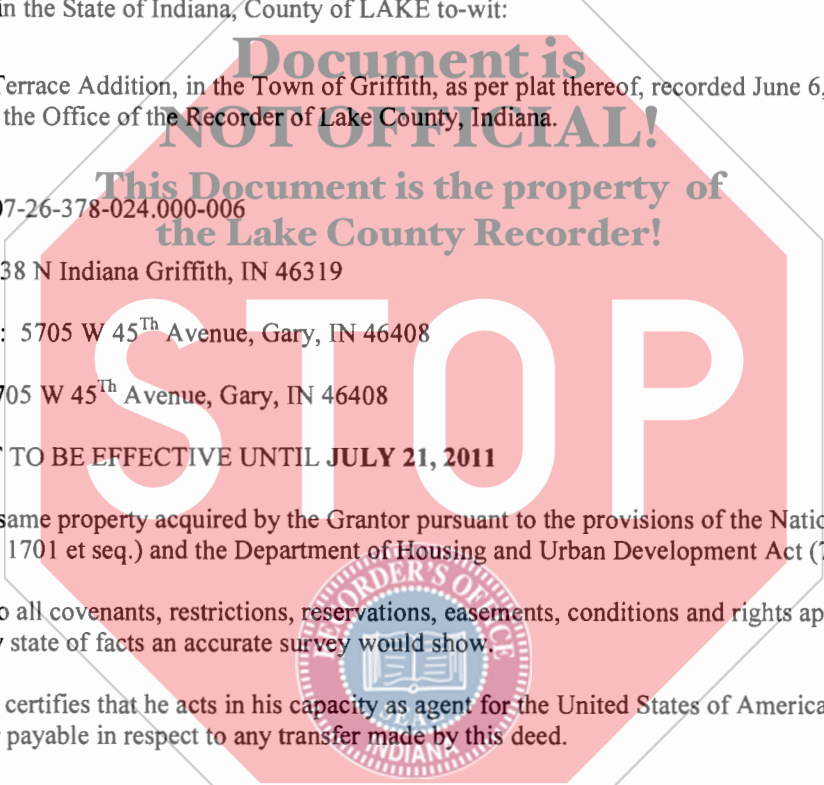 in the State of Indiana, County of LAKE to-wit:
Document is
Terrace Addition, in the Town of Griffith, as per plat thereof, recorded June 6,
the Office of the Recorder of Lake County, Indiana.
NOT OFFICIAL!
This Document is the property of
07-26-378-024.000-006
the Lake County Recorder!
38 N Indiana Griffith, IN 46319
: 5705 W 45Th Avenue, Gary, IN 46408
STOP
705 W 45Th Avenue, Gary, IN 46408
TO BE EFFECTIVE UNTIL JULY 21, 2011
same property acquired by the Grantor pursuant to the provisions of the Natio
1701 et seq.) and the Department of Housing and Urban Development Act (7
RECORDER'S OFFICE
o all covenants, restrictions, reservations, easements, conditions and rights ap
state of facts an accurate survey would show.
SEAL
certifies that he acts in his capacity as agent for the United States of America
payable in respect to any transfer made by this deed.
INDIANA